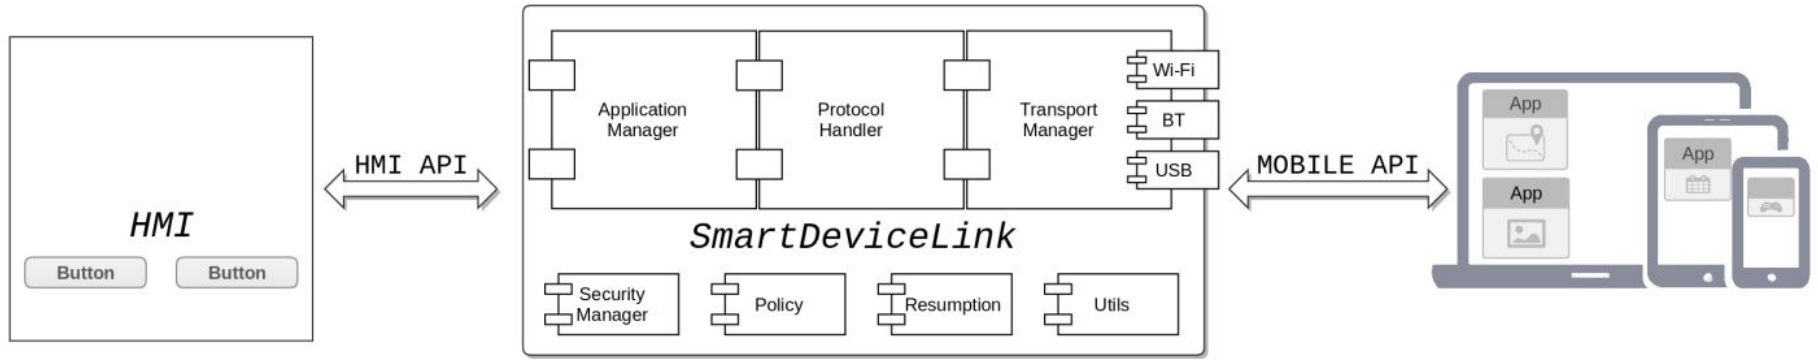 HMI
Button
Button
HMI API
Application
Manager
Protocol
Handler
Transport
Manager
Wi-Fi
BT
USB
SmartDeviceLink
Security
Manager
Policy
Resumption
Utils
MOBILE API
App
App
App